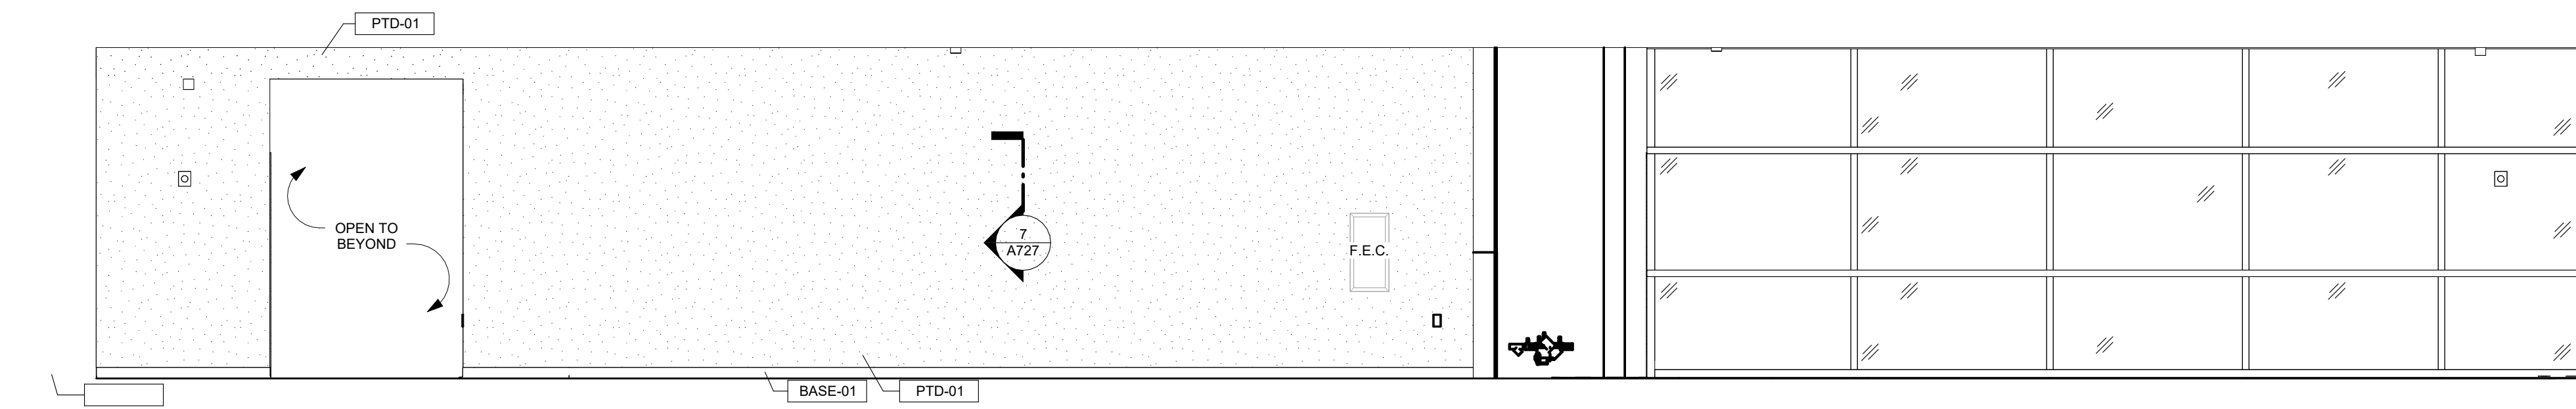 PTD-01
OPEN TO
BEYOND
7
A727
F.E.C.
BASE-01
PTD-01